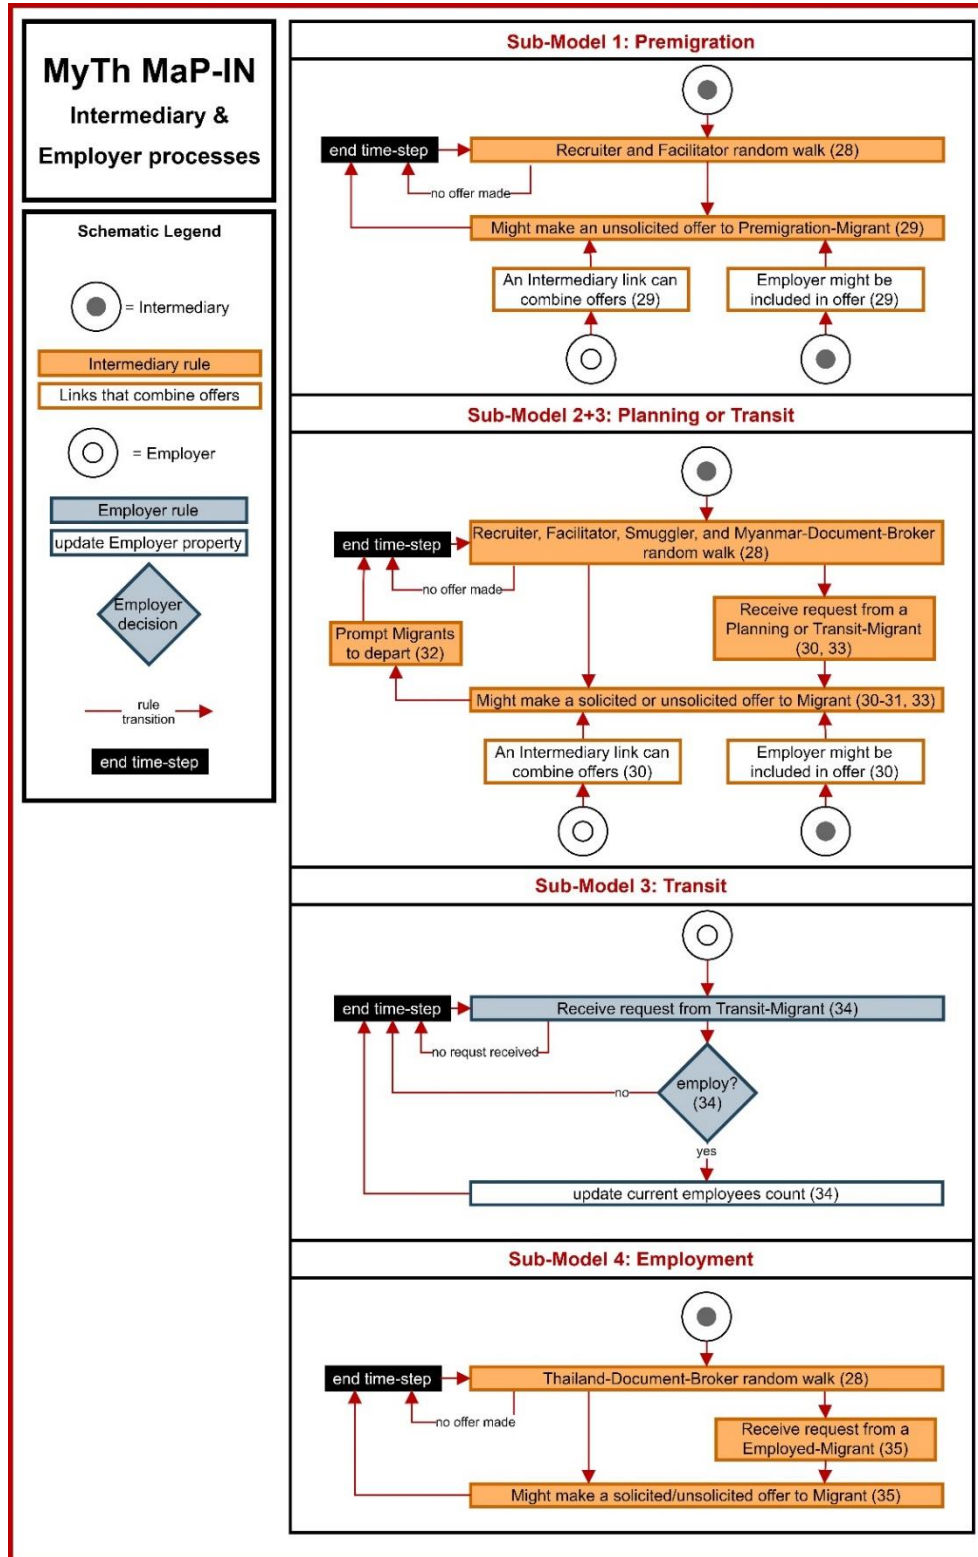 MyTh MaP-IN
Intermediary &
Employer processes
Schematic Legend
= Intermediary
Intermediary rule
Links that combine offers
= Employer
Employer rule
update Employer property
Employer
decision
rule
transition
end time-step
Sub-Model 1: Premigration
end time-step
Recruiter and Facilitator random walk (28)
no offer made
Might make an unsolicited offer to Premigration-Migrant (29)
An Intermediary link can
combine offers (29)
Employer might be
included in offer (29)
Sub-Model 2+3: Planning or Transit
end time-step
Recruiter, Facilitator, Smuggler, and Myanmar-Document-Broker
random walk (28)
no offer made
Prompt Migrants
to depart (32)
Receive request from a
Planning or Transit-Migrant
(30, 33)
Might make a solicited or unsolicited offer to Migrant (30-31, 33)
An Intermediary link can
combine offers (30)
Employer might be
included in offer (30)
Sub-Model 3: Transit
end time-step
Receive request from Transit-Migrant (34)
no requst received
employ?
(34)
no
yes
update current employees count (34)
Sub-Model 4: Employment
end time-step
Thailand-Document-Broker random walk (28)
no offer made
Receive request from a
Employed-Migrant (35)
Might make a solicited/unsolicited offer to Migrant (35)